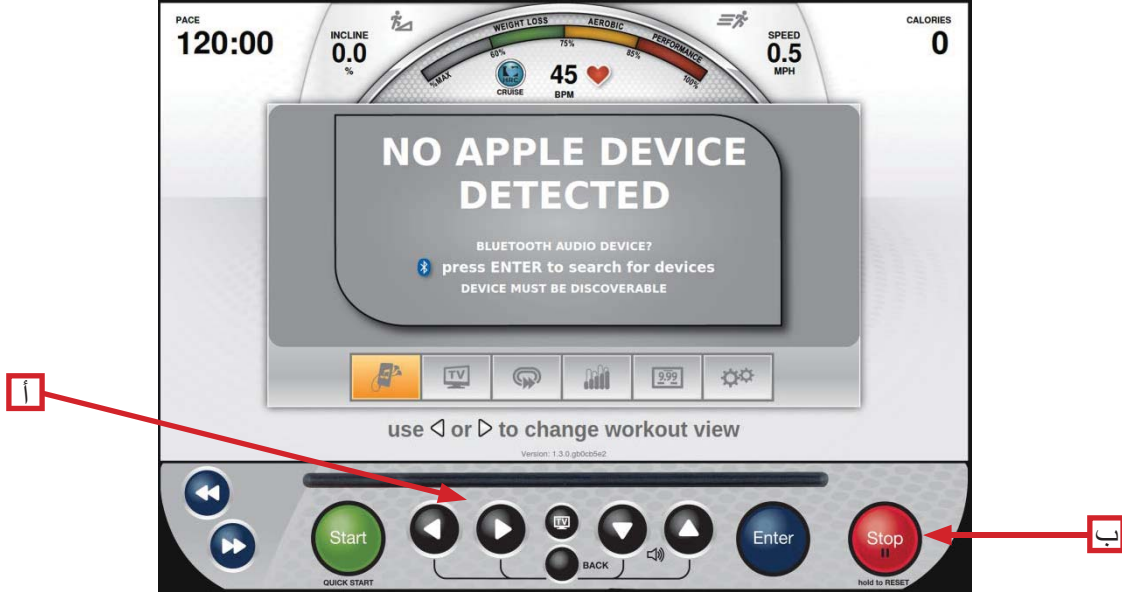 PACE
120:00
INCLINE
0.0
%
WEIGHT LOSS
AEROBIC
PERFORMANCE
%MAX
60%
75%
85%
100%
HRC
CRUISE
45
BPM
SPEED
0.5
MPH
CALORIES
0
NO APPLE DEVICE
DETECTED
BLUETOOTH AUDIO DEVICE?
press ENTER to search for devices
DEVICE MUST BE DISCOVERABLE
TV
9.99
use ◁ or ▷ to change workout view
Version: 1.3.0.gb0cb5e2
أ
Start
QUICK START
TV
BACK
Enter
Stop
hold to RESET
ب